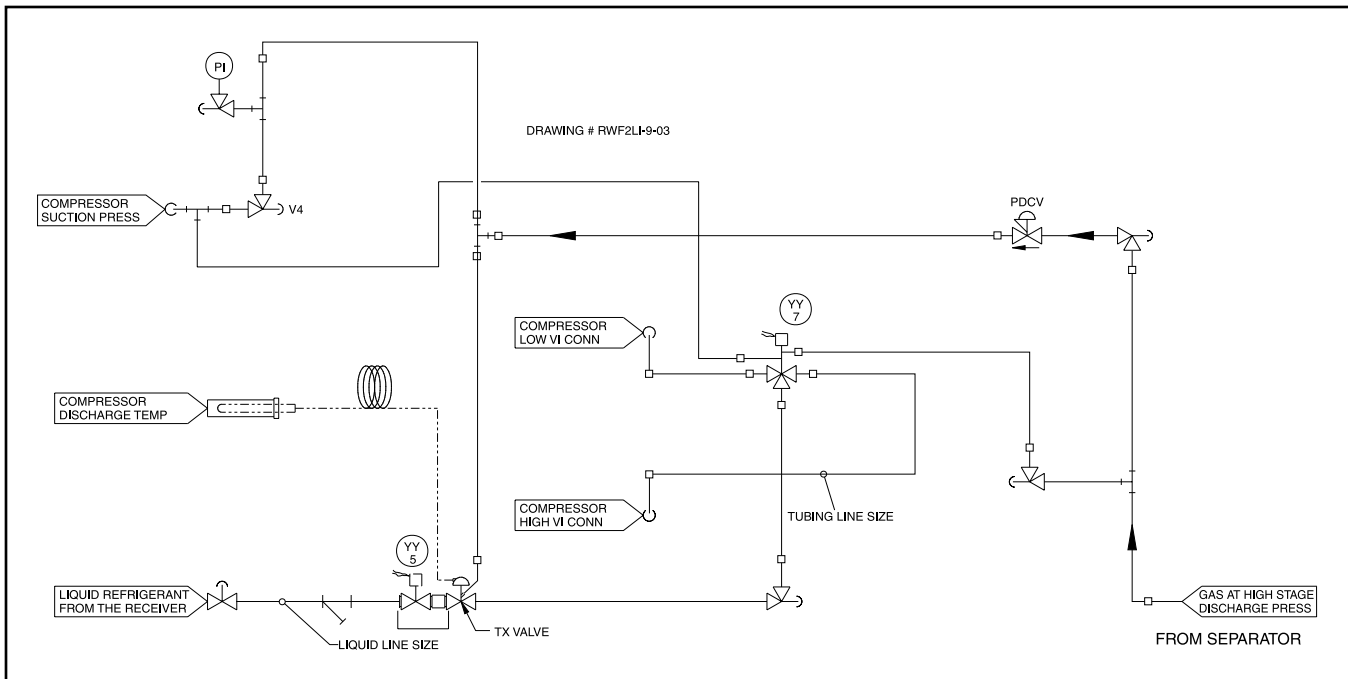 PI
DRAWING # RWF2LI-9-03
COMPRESSOR
SUCTION PRESS
V4
PDCV
YY
7
COMPRESSOR
LOW VI CONN
COMPRESSOR
DISCHARGE TEMP
COMPRESSOR
HIGH VI CONN
TUBING LINE SIZE
YY
5
LIQUID REFRIGERANT
FROM THE RECEIVER
TX VALVE
LIQUID LINE SIZE
GAS AT HIGH STAGE
DISCHARGE PRESS
FROM SEPARATOR